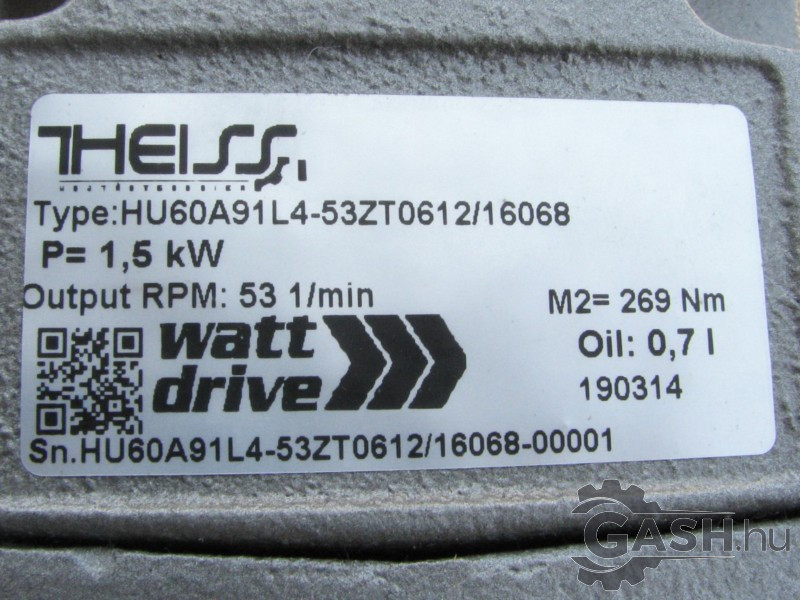 THEISS
HAJTÁSTECHNIKA
Type:HU60A91L4-53ZT0612/16068
P= 1,5 kW
Output RPM: 53 1/min
M2= 269 Nm
watt
drive
Oil: 0,7 l
190314
Sn.HU60A91L4-53ZT0612/16068-00001
GASH.hu